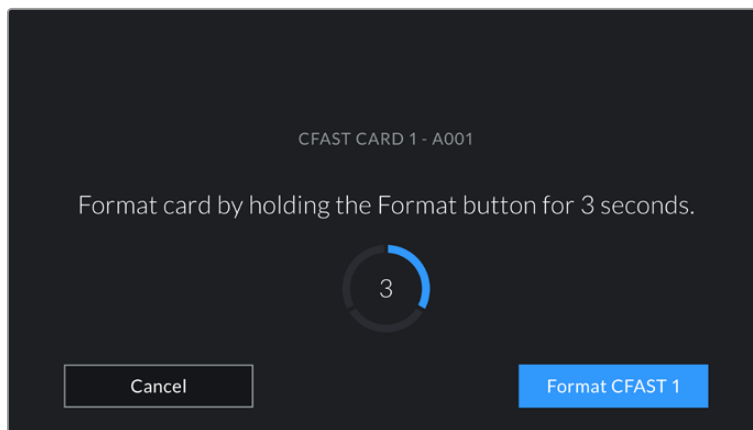 CFAST CARD 1 - A001
Format card by holding the Format button for 3 seconds.
3
Cancel
Format CFAST 1